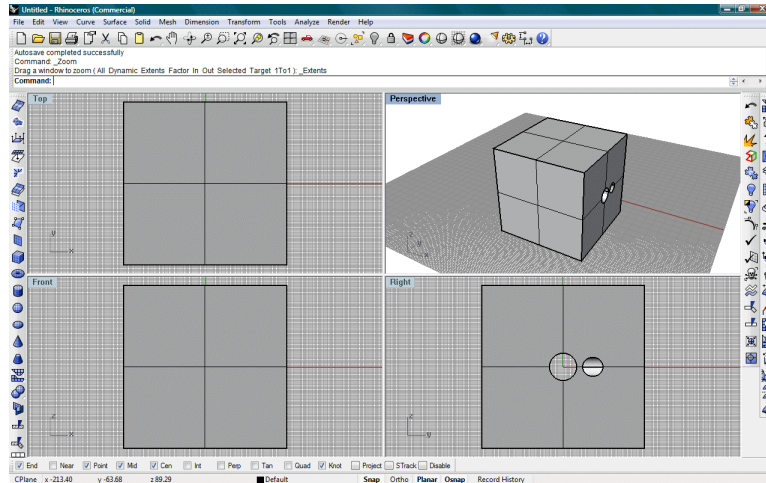 Untitled - Rhinoceros (Commercial)
File Edit View Curve Surface Solid Mesh Dimension Transform Tools Analyze Render Help
Autosave completed successfully
Command: _Zoom
Drag a window to zoom ( All Dynamic Extents Factor In Out Selected Target 1To1 ): _Extents
Command:
Top
Perspective
y
x
z
y
x
Front
Right
z
x
z
y
End Near Point Mid Cen Int Perp Tan Quad Knot Project STrack Disable
CPlane x -213.40 y -63.68 z 89.29 Default Snap Ortho Planar Osnap Record History